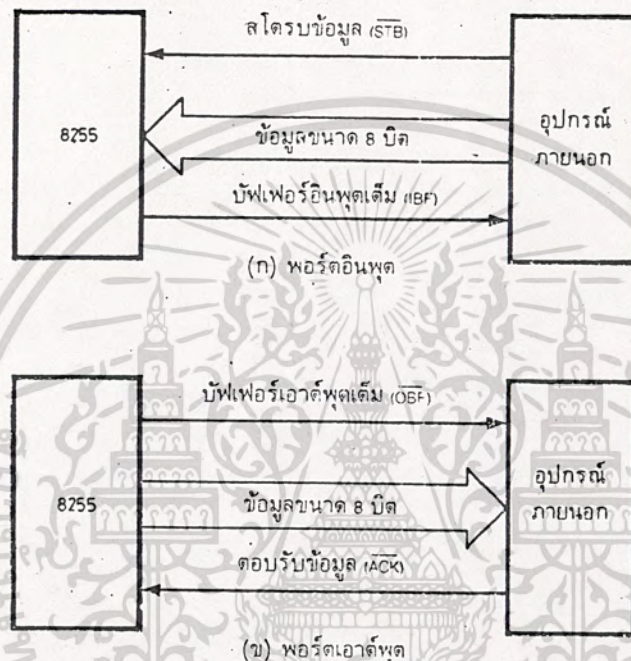 สโตรบข้อมูล (S̅T̅B̅)
8255
ข้อมูลขนาด 8 บิต
อุปกรณ์
ภายนอก
บัฟเฟอร์อินพุตเต็ม (IBF)
(ก) พอร์ตอินพุต
บัฟเฟอร์เอาต์พุตเต็ม (O̅B̅F̅)
8255
ข้อมูลขนาด 8 บิต
อุปกรณ์
ภายนอก
ตอบรับข้อมูล (A̅C̅K̅)
(ข) พอร์ตเอาต์พุต